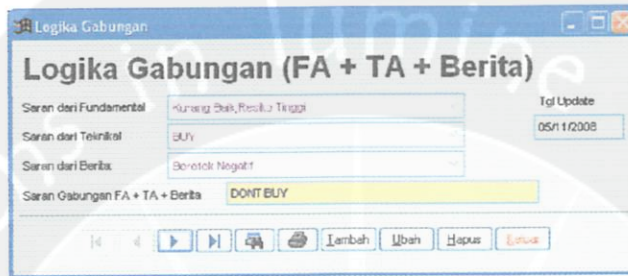 Logika Gabungan
Logika Gabungan (FA + TA + Berita)
Saran dari Fundamental Kurang Baik,Resiko Tinggi Tgl Update
Saran dari Teknikal BUY 05/11/2008
Saran dari Berita: Negatif
Saran Gabungan FA + TA + Berita DONT BUY
Tambah Ubah Hapus Keluar